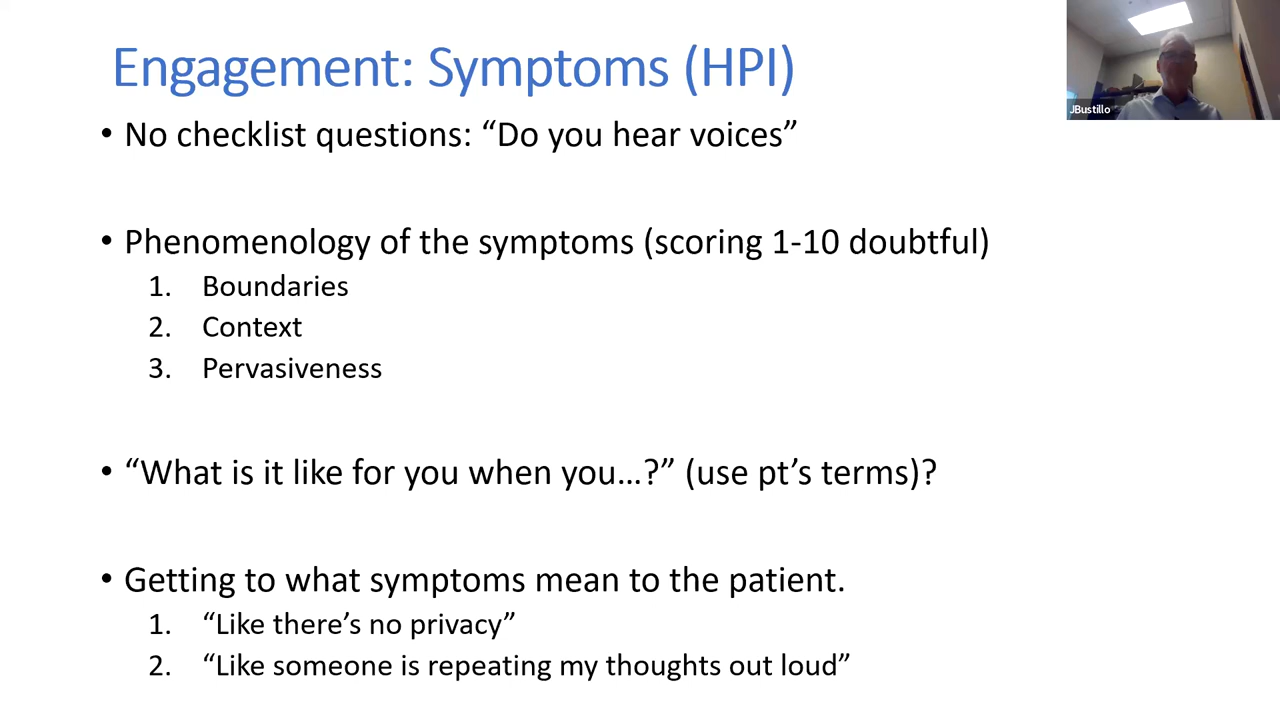 Engagement: Symptoms (HPI)
JBustillo
• No checklist questions: “Do you hear voices”
• Phenomenology of the symptoms (scoring 1-10 doubtful)
1. Boundaries
2. Context
3. Pervasiveness
• “What is it like for you when you…?” (use pt’s terms)?
• Getting to what symptoms mean to the patient.
1. “Like there’s no privacy”
2. “Like someone is repeating my thoughts out loud”